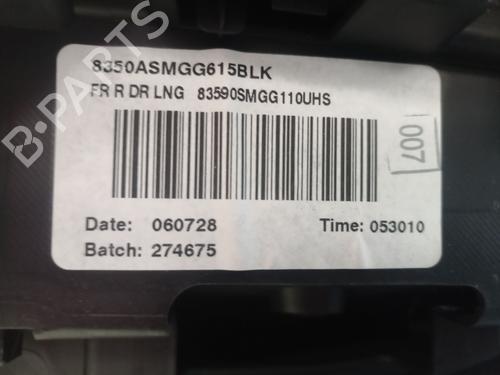 8350ASMGG615BLK
FR R DR LNG 83590SMGG110UHS
007
Date: 060728 Time: 053010
Batch: 274675
B-PARTS